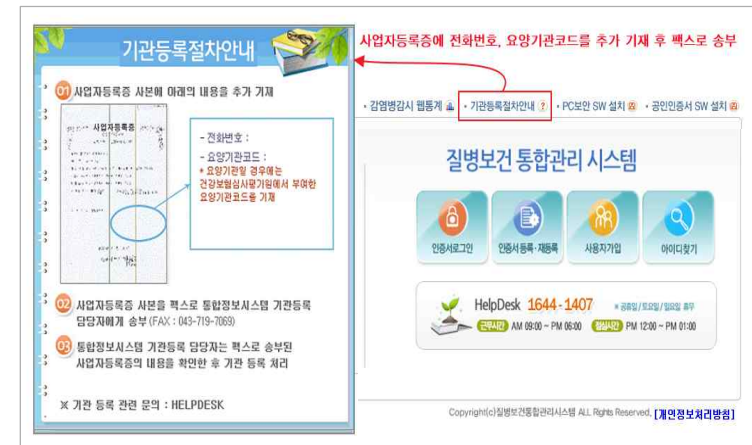 기관등록절차안내
사업자등록증에 전화번호, 요양기관코드를 추가 기재 후 팩스로 송부
01 사업자등록증 사본에 아래의 내용을 추가 기재
사업자등록증
- 전화번호 :
- 요양기관코드 :
* 요양기관일 경우에는
건강보험심사평가원에서 부여한
요양기관코드를 기재
02 사업자등록증 사본을 팩스로 통합정보시스템 기관등록
담당자에게 송부(FAX : 043-719-7069)
03 통합정보시스템 기관등록 담당자는 팩스로 송부된
사업자등록증의 내용을 확인한 후 기관 등록 처리
※ 기관 등록 관련 문의 : HELPDESK
· 감염병감시 웹통계 · 기관등록절차안내 ? · PC보안 SW 설치 · 공인인증서 SW 설치
질병보건 통합관리 시스템
인증서로그인 인증서 등록·재등록 사용자가입 아이디찾기
HelpDesk 1644-1407 * 공휴일/토요일/일요일 휴무
근무시간 AM 09:00 ~ PM 06:00 점심시간 PM 12:00 ~ PM 01:00
Copyright(c)질병보건통합관리시스템 ALL Rights Reserved. [개인정보처리방침]